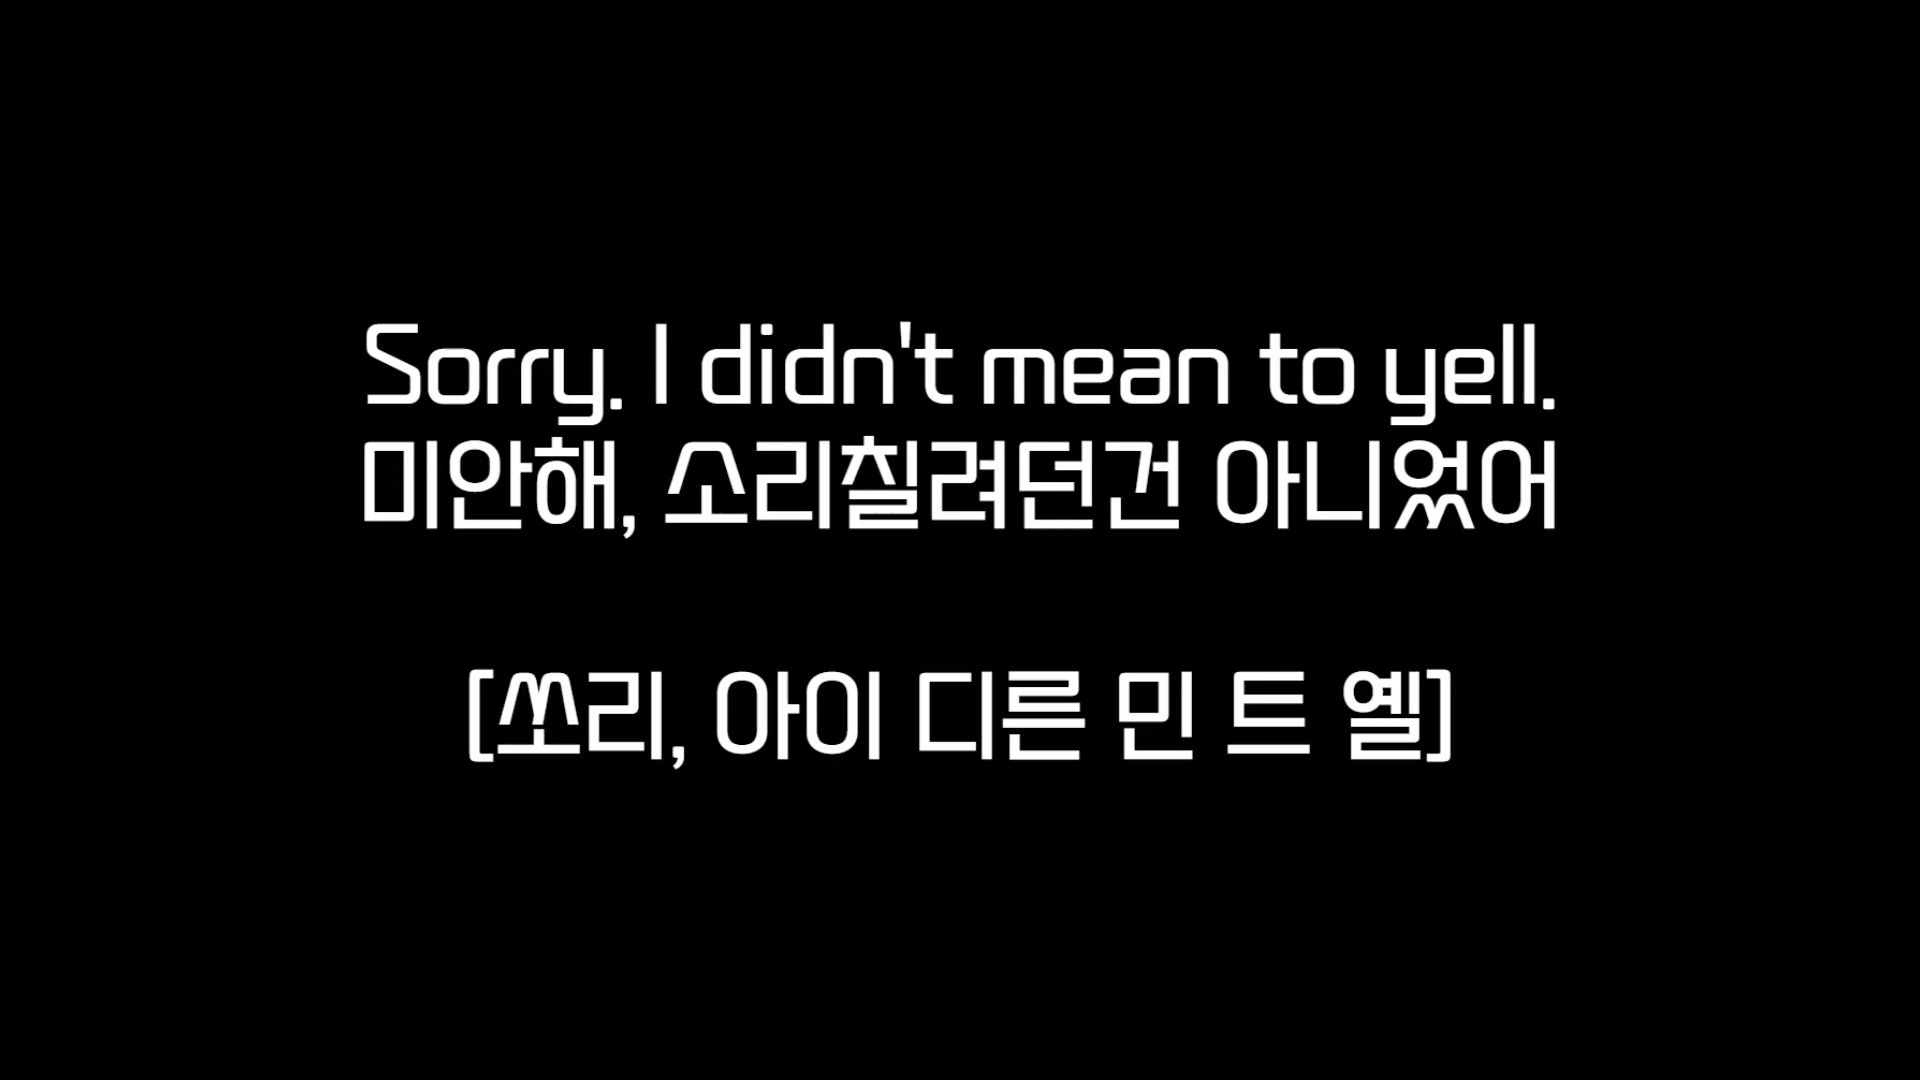 Sorry. I didn't mean to yell.
미안해, 소리칠려던건 아니었어
[쏘리, 아이 디른 민 트 옐]